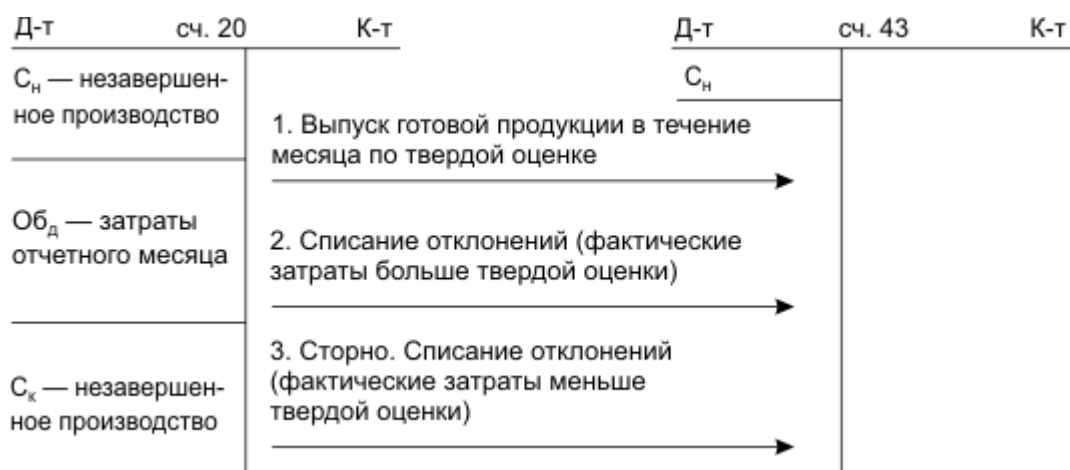 Д-т сч. 20 К-т
Д-т сч. 43 К-т
Сн — незавершен-
ное производство
Сн
1. Выпуск готовой продукции в течение
месяца по твердой оценке
Обд — затраты
отчетного месяца
2. Списание отклонений (фактические
затраты больше твердой оценки)
Ск — незавершен-
ное производство
3. Сторно. Списание отклонений
(фактические затраты меньше
твердой оценки)